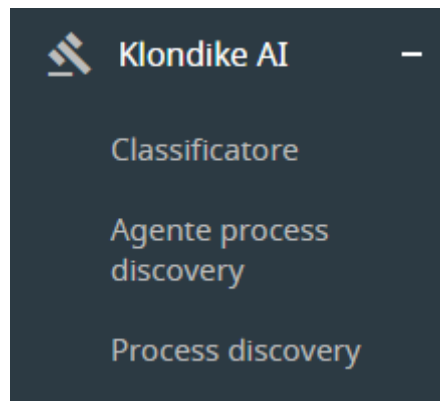 Klondike AI
Classificatore
Agente process
discovery
Process discovery